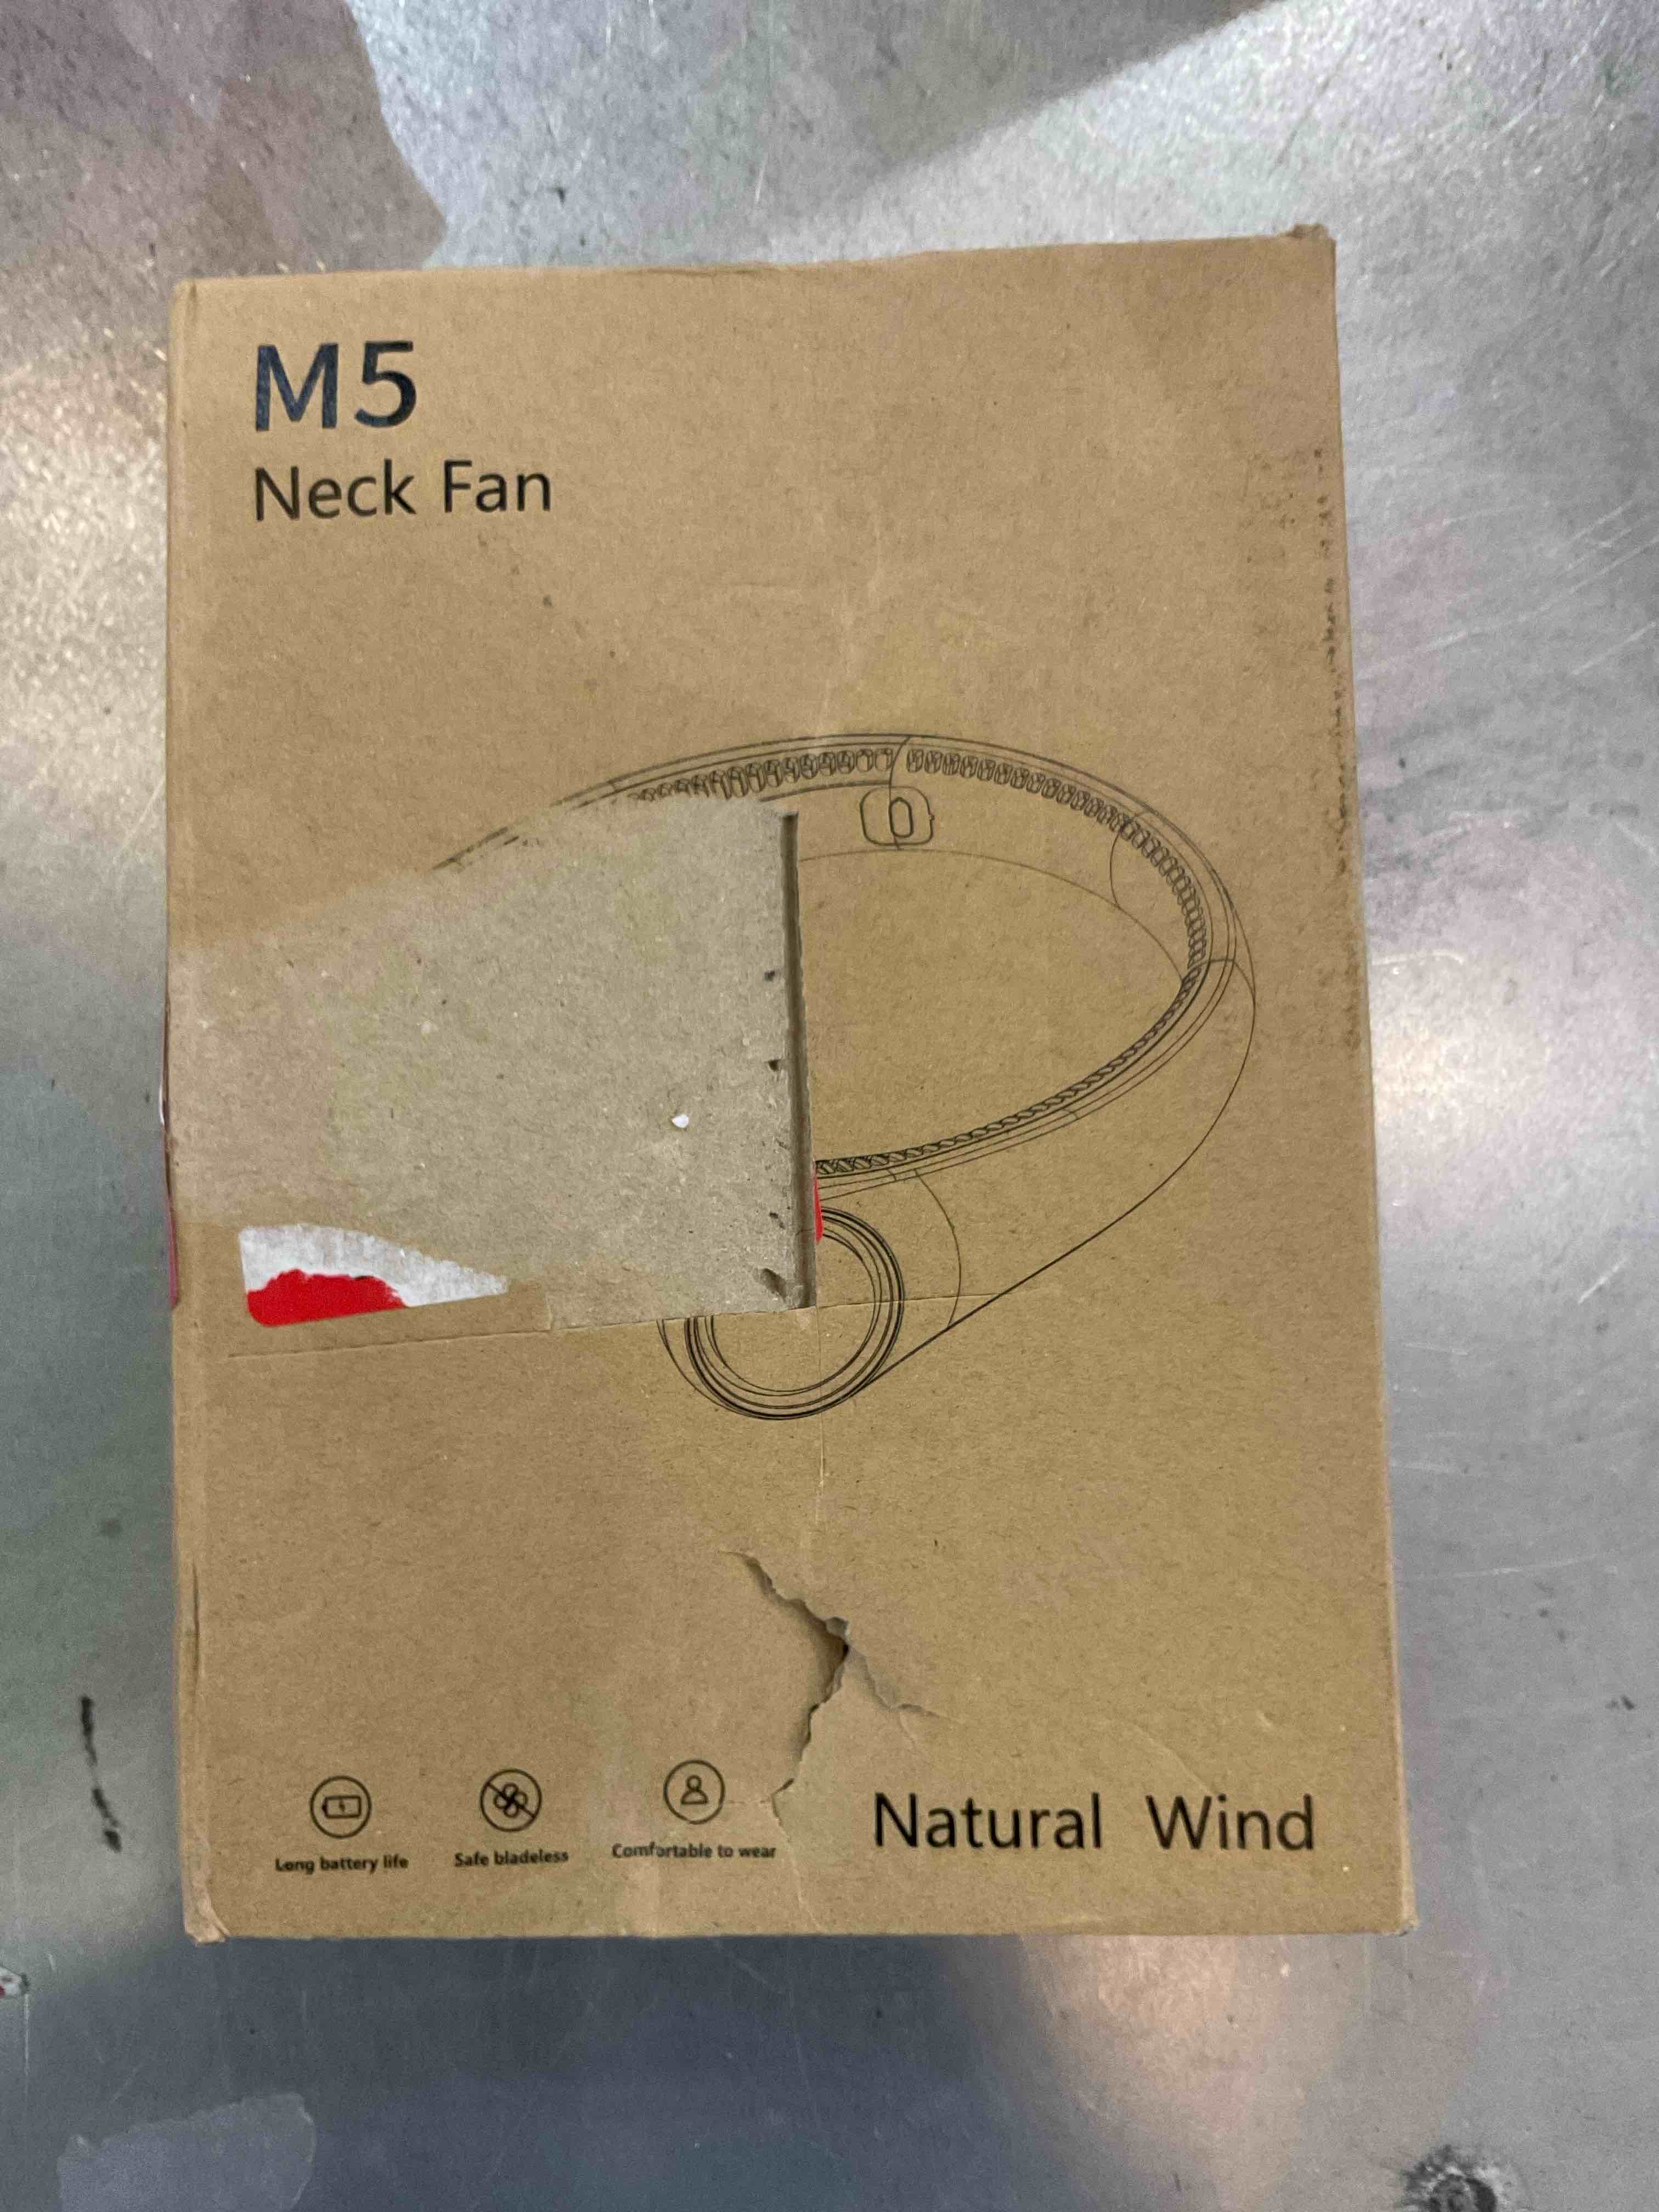 M5
Neck Fan
Long battery life
Safe bladeless
Comfortable to wear
Natural Wind